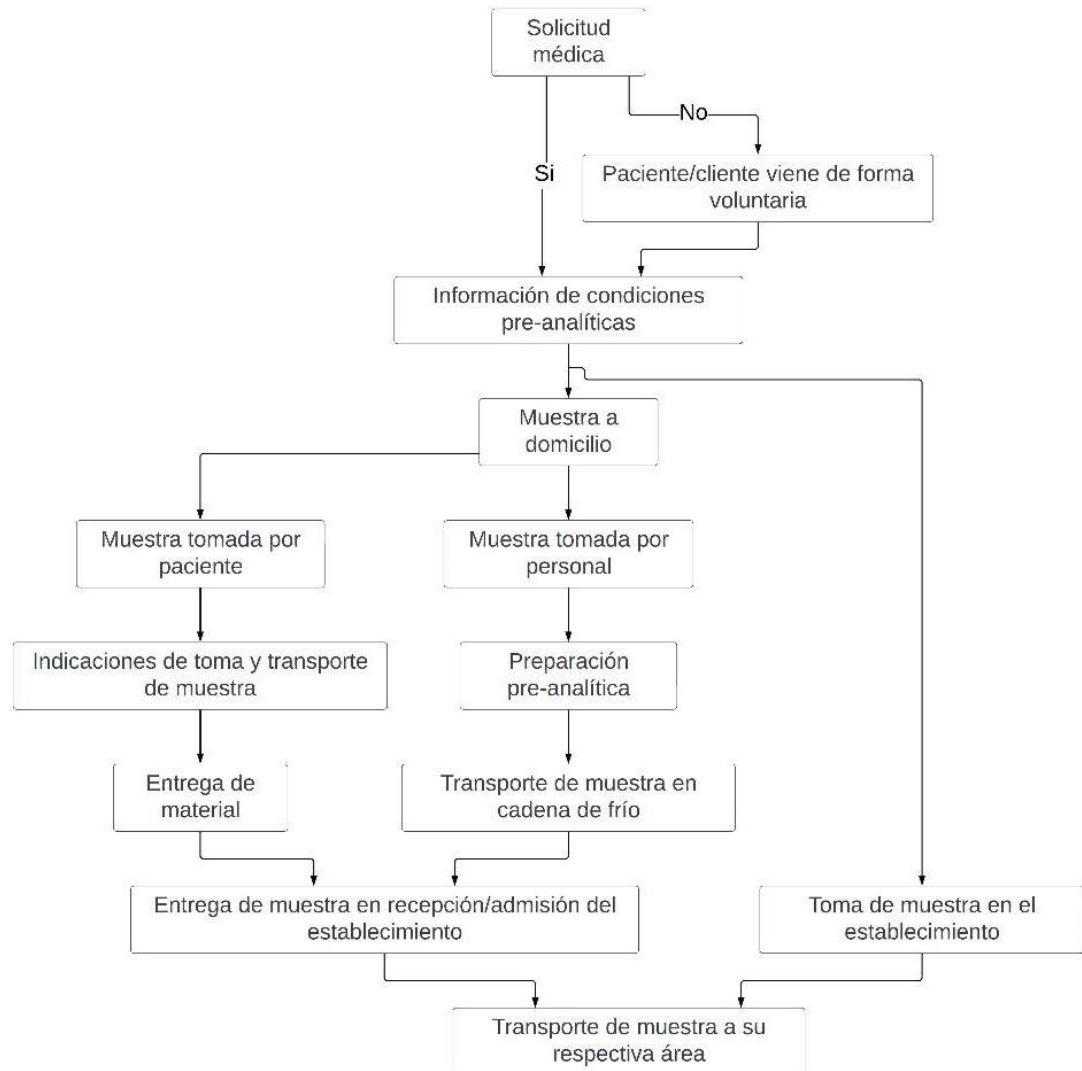 Solicitud
médica
No
Si
Paciente/cliente viene de forma
voluntaria
Información de condiciones
pre-analíticas
Muestra a
domicilio
Muestra tomada por
paciente
Muestra tomada por
personal
Indicaciones de toma y transporte
de muestra
Preparación
pre-analítica
Entrega de
material
Transporte de muestra en
cadena de frío
Entrega de muestra en recepción/admisión del
establecimiento
Toma de muestra en el
establecimiento
Transporte de muestra a su
respectiva área